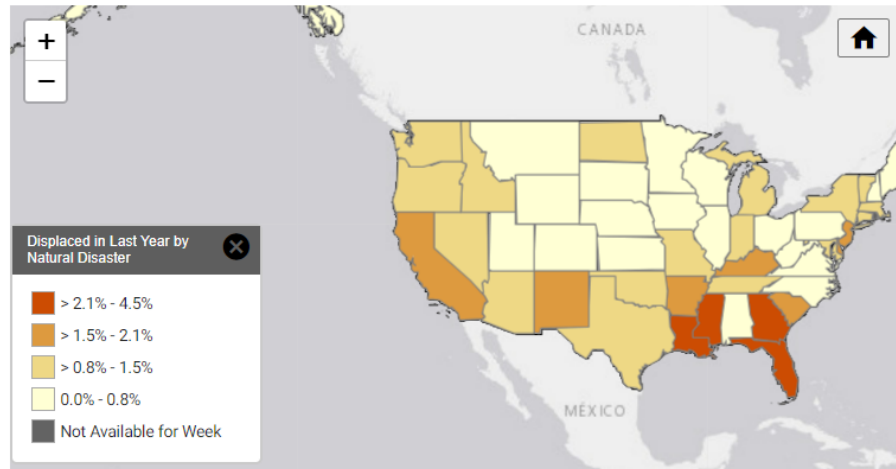 CANADA
+
−
Displaced in Last Year by
Natural Disaster
> 2.1% - 4.5%
> 1.5% - 2.1%
> 0.8% - 1.5%
0.0% - 0.8%
Not Available for Week
MÉXICO